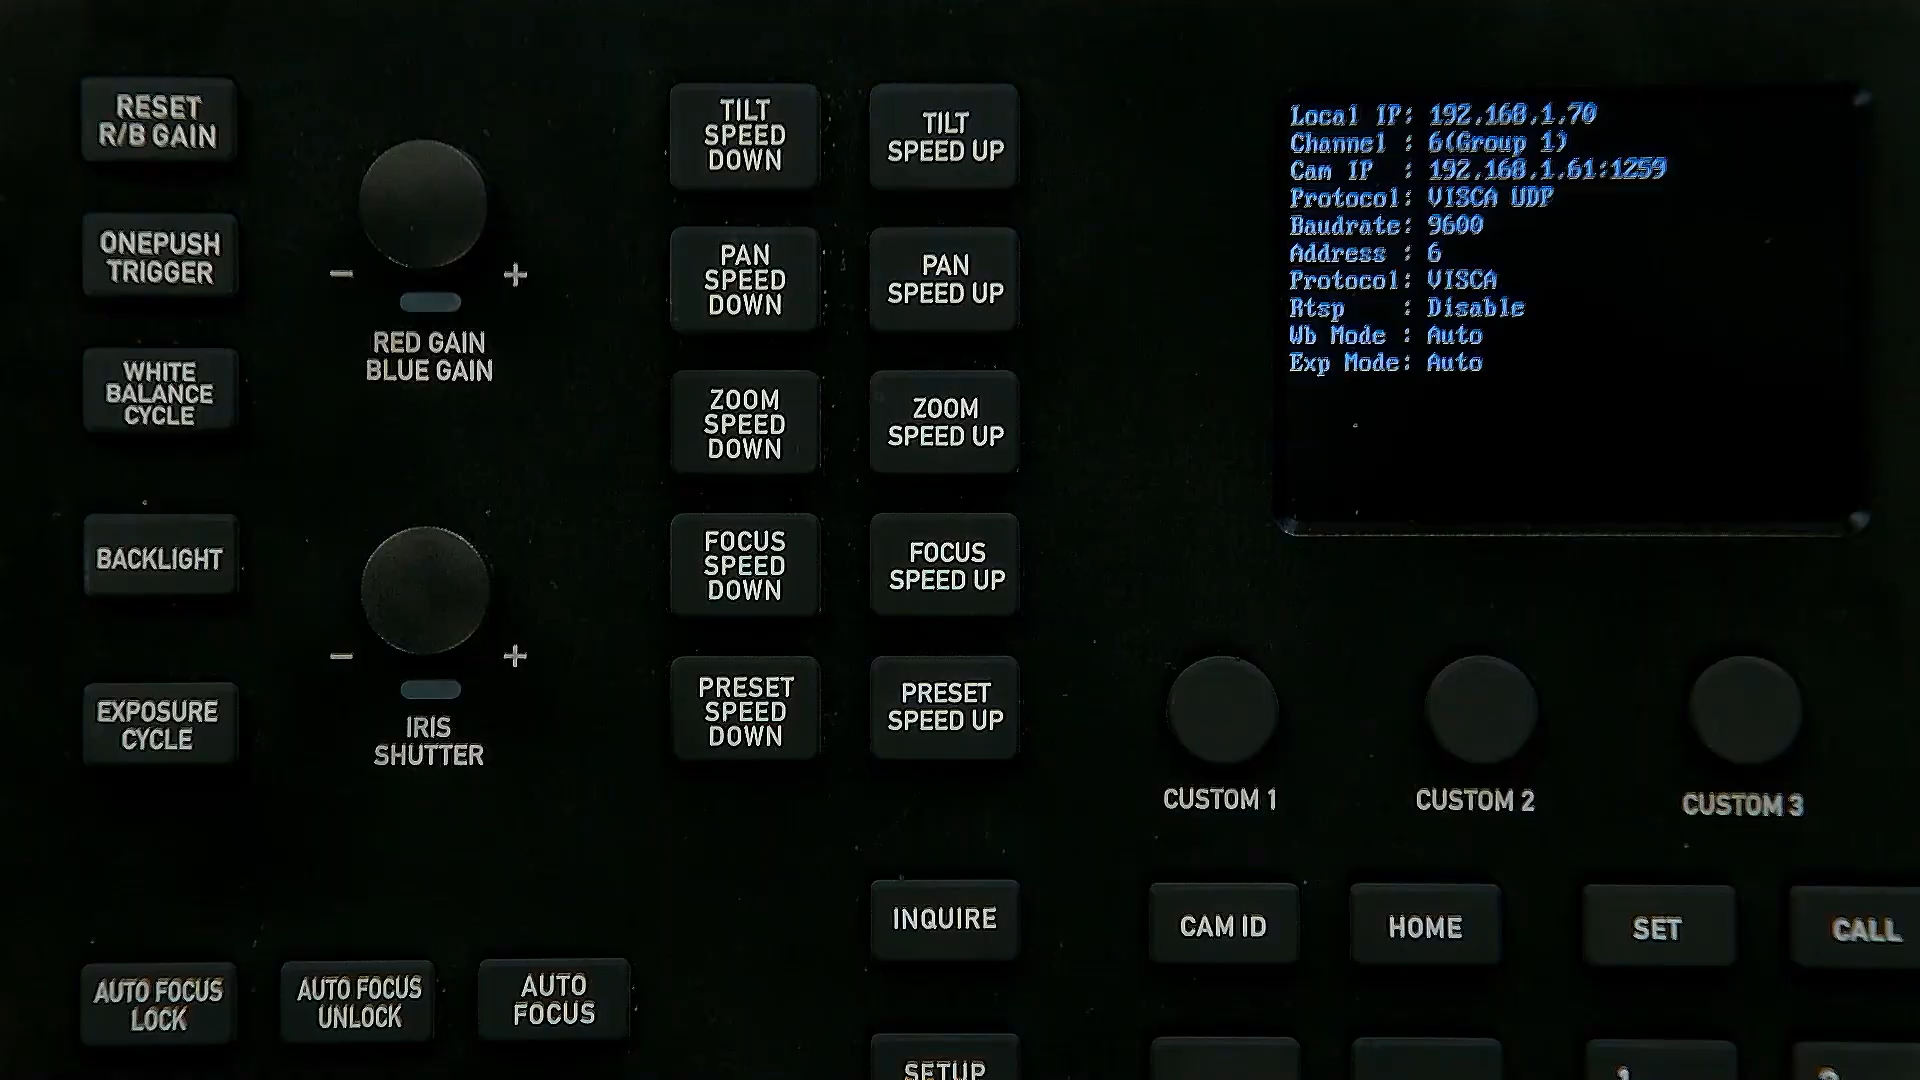 RESET
R/B GAIN
ONEPUSH
TRIGGER
WHITE
BALANCE
CYCLE
BACKLIGHT
EXPOSURE
CYCLE
− +
RED GAIN
BLUE GAIN
− +
IRIS
SHUTTER
AUTO FOCUS
LOCK
AUTO FOCUS
UNLOCK
AUTO
FOCUS
TILT
SPEED
DOWN
TILT
SPEED UP
PAN
SPEED
DOWN
PAN
SPEED UP
ZOOM
SPEED
DOWN
ZOOM
SPEED UP
FOCUS
SPEED
DOWN
FOCUS
SPEED UP
PRESET
SPEED
DOWN
PRESET
SPEED UP
INQUIRE
SETUP
Local IP: 192.168.1.70
Channel : 6(Group 1)
Cam IP : 192.168.1.61:1259
Protocol: VISCA UDP
Baudrate: 9600
Address : 6
Protocol: VISCA
Rtsp : Disable
Wb Mode : Auto
Exp Mode: Auto
CUSTOM 1
CUSTOM 2
CUSTOM 3
CAM ID
HOME
SET
CALL